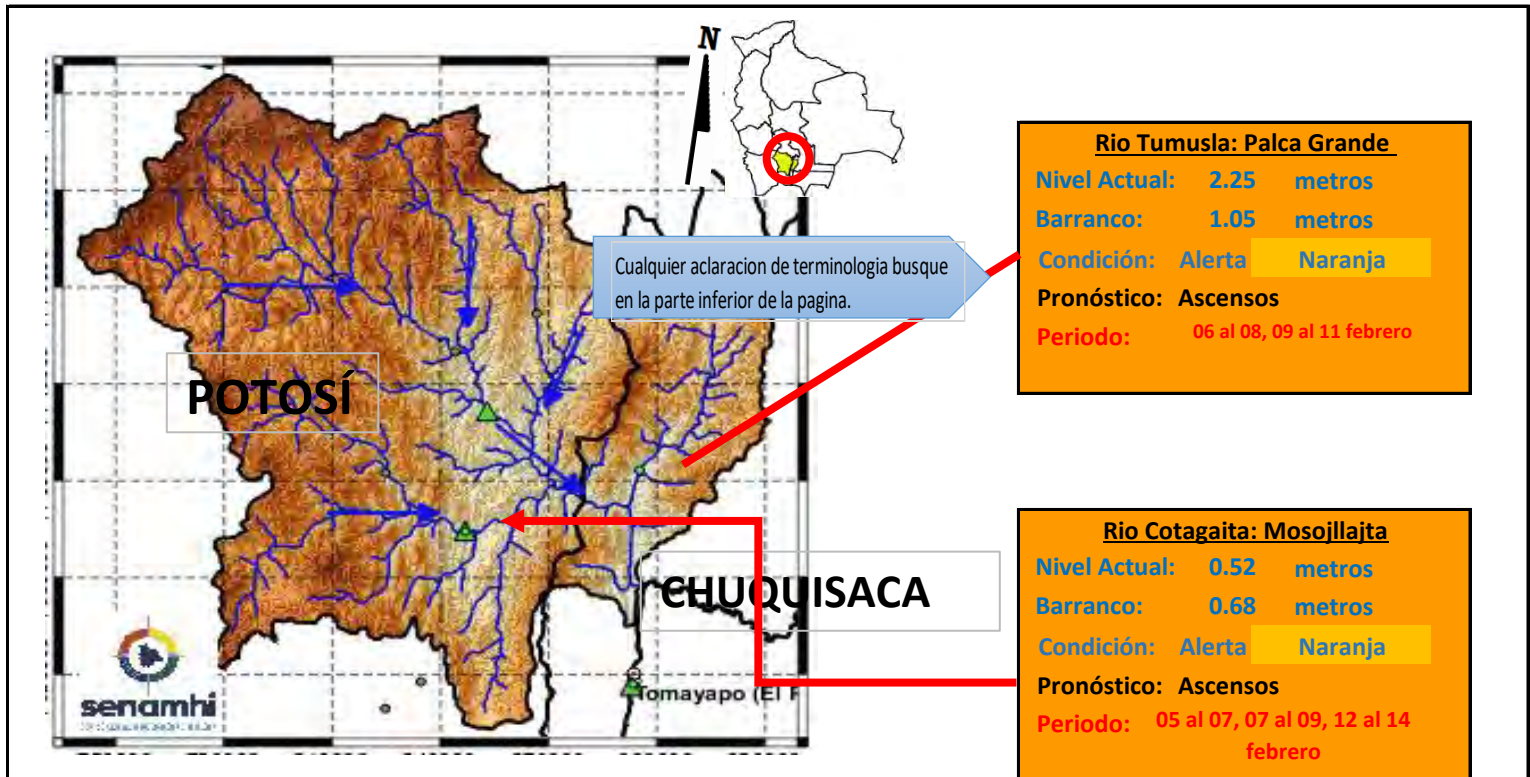 N
Cualquier aclaracion de terminologia busque
en la parte inferior de la pagina.
POTOSÍ
CHUQUISACA
senamhi
Tomayapo (El
Rio Tumusla: Palca Grande
Nivel Actual: 2.25 metros
Barranco: 1.05 metros
Condición: Alerta Naranja
Pronóstico: Ascensos
Periodo: 06 al 08, 09 al 11 febrero
Rio Cotagaita: Mosojllajta
Nivel Actual: 0.52 metros
Barranco: 0.68 metros
Condición: Alerta Naranja
Pronóstico: Ascensos
Periodo: 05 al 07, 07 al 09, 12 al 14
febrero